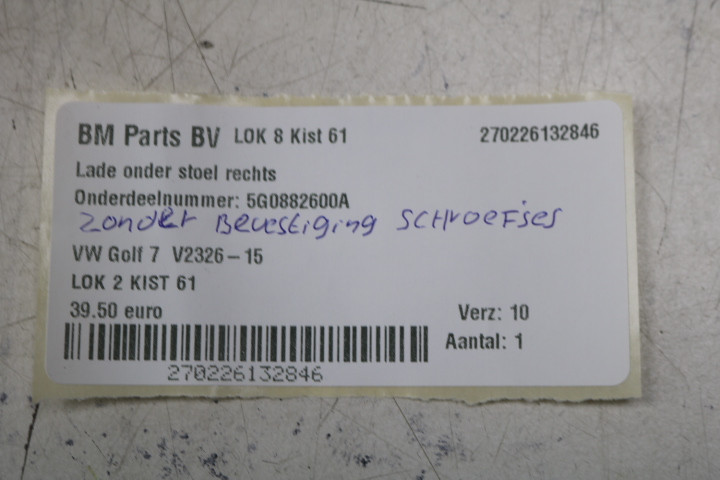 BM Parts BV LOK 8 Kist 61 270226132846
Lade onder stoel rechts
Onderdeelnummer: 5G0882600A
Zonder Bevestiging SCHroefjes
VW Golf 7 V2326-15
LOK 2 KIST 61
39.50 euro Verz: 10
Aantal: 1
270226132846